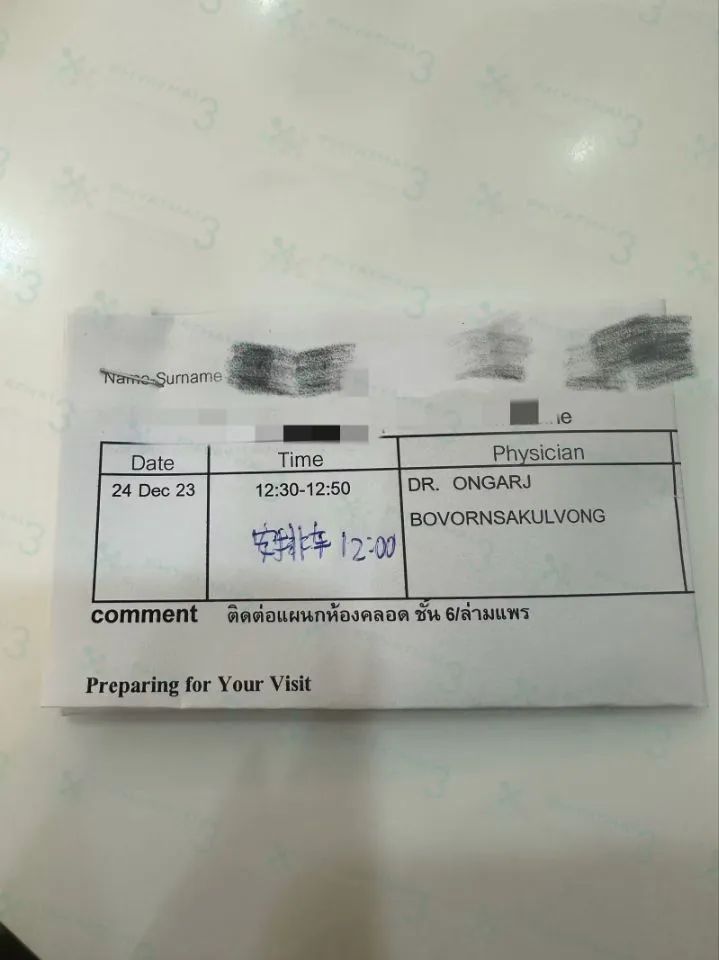 Name-Surname
Date Time Physician
24 Dec 23 12:30-12:50 DR. ONGARJ
BOVORNSAKULVONG
安排车 12:00
comment ติดต่อแผนกห้องคลอด ชั้น 6/ล่ามแพร
Preparing for Your Visit